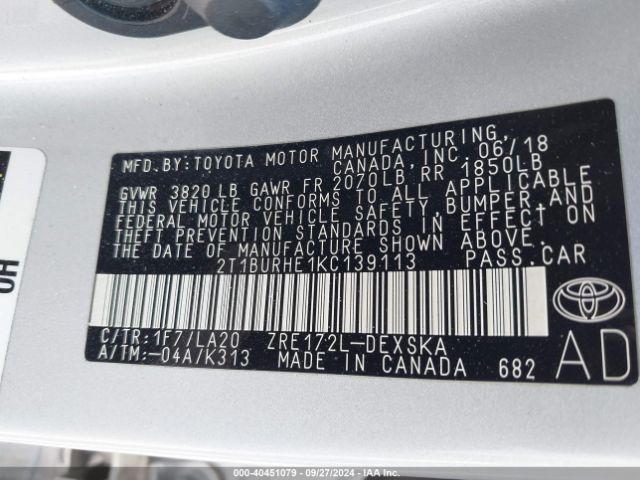 MFD. BY: TOYOTA MOTOR MANUFACTURING,
CANADA, INC. 06/18
GVWR 3820 LB GAWR FR 2070LB, RR 1850LB
THIS VEHICLE CONFORMS TO ALL APPLICABLE
FEDERAL MOTOR VEHICLE SAFETY, BUMPER, AND
THEFT PREVENTION STANDARDS IN EFFECT ON
THE DATE OF MANUFACTURE SHOWN ABOVE.
2T1BURHE1KC139113 PASS.CAR
C/TR: 1F7/LA20 ZRE172L-DEXSKA
A/TM: -04A/K313 MADE IN CANADA 682
AD
HO
000-40451079 - 09/27/2024 - IAA Inc.